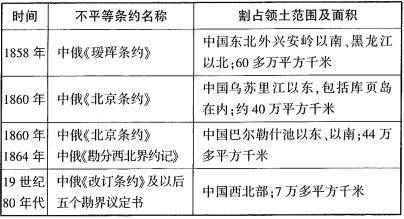 时间 不平等条约名称 割占领土范围及面积
1858 年 中俄《瑷珲条约》 中国东北外兴安岭以南、黑龙江
以北;60 多万平方千米
1860 年 中俄《北京条约》 中国乌苏里江以东,包括库页岛
在内;约 40 万平方千米
1860 年 中俄《北京条约》 中国巴尔勒什池以东、以南;44 万
1864 年 中俄《勘分西北界约记》 多平方千米
19 世纪 中俄《改订条约》及以后 中国西北部;7 万多平方千米
80 年代 五个勘界议定书